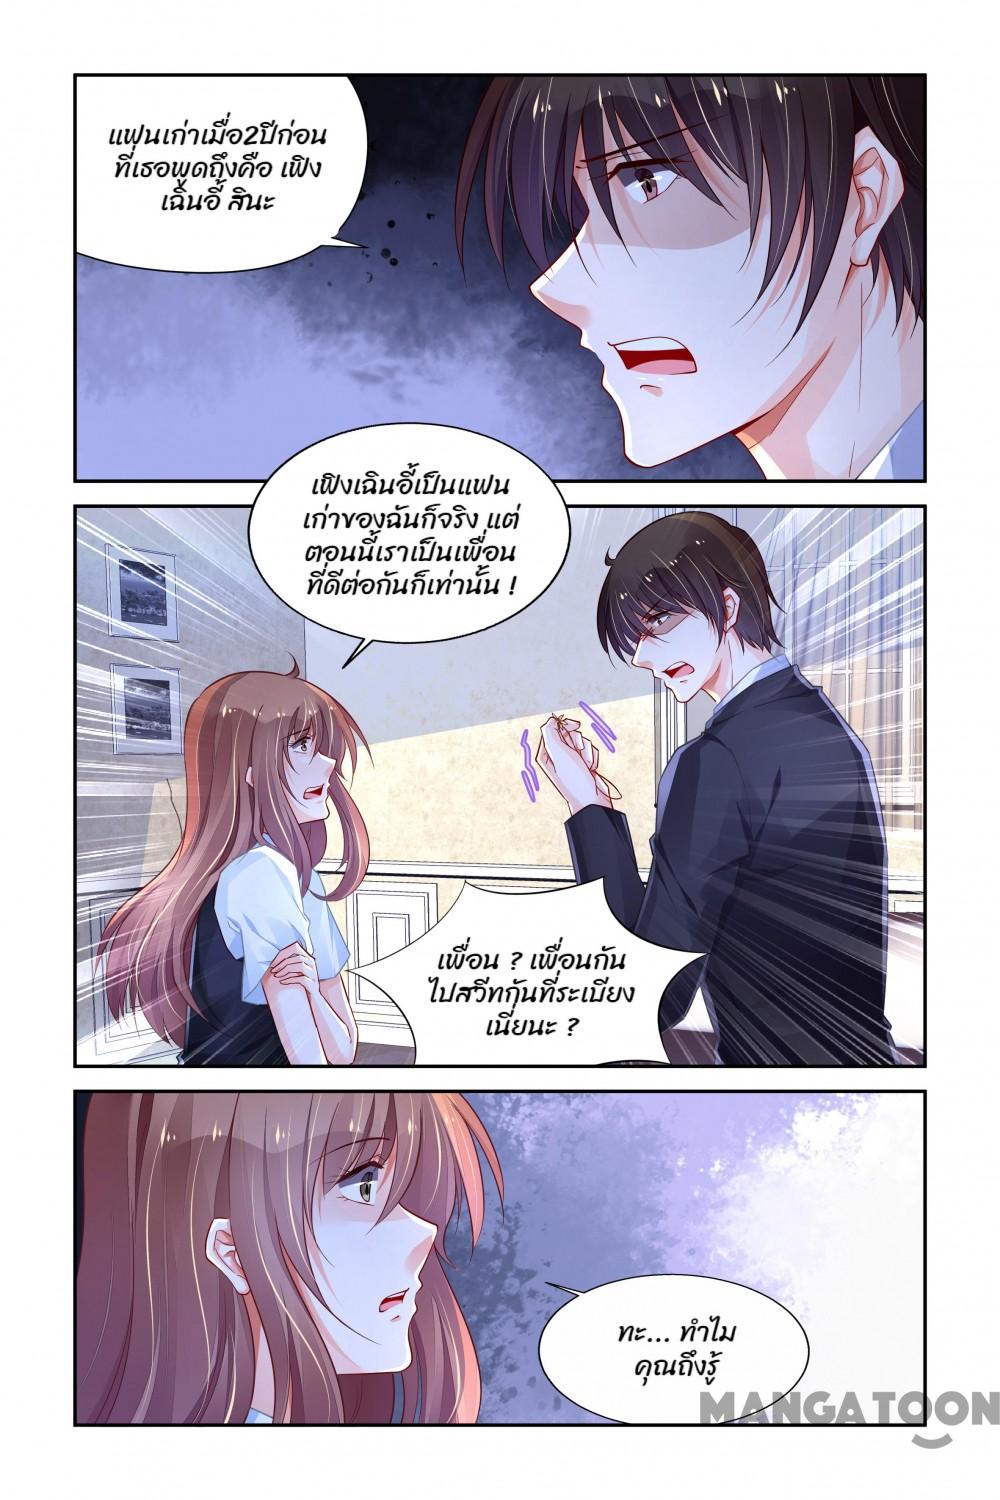 แฟนเก่าเมื่อ2ปีก่อน
ที่เธอพูดถึงคือ เฟิง
เฉินอี้ สินะ
เฟิงเฉินอี้เป็นแฟน
เก่าของฉันก็จริง แต่
ตอนนี้เราเป็นเพื่อน
ที่ดีต่อกันก็เท่านั้น !
เพื่อน ? เพื่อนกัน
ไปสวีทกันที่ระเบียง
เนี่ยนะ ?
ทะ... ทำไม
คุณถึงรู้
MANGATOON